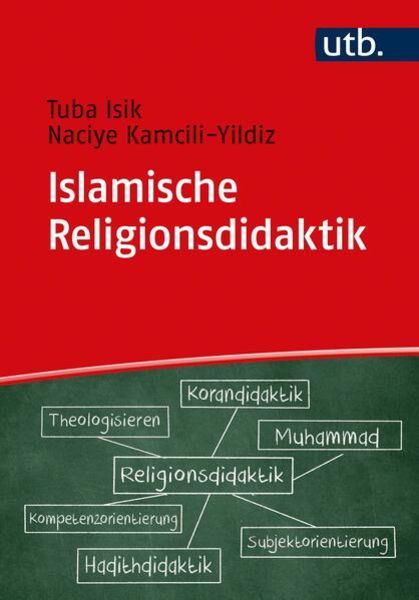 utb.
Tuba Isik
Naciye Kamcili-Yildiz
Islamische
Religionsdidaktik
Korandidaktik
Theologisieren
Muhammad
Religionsdidaktik
Kompetenzorientierung
Subjektorientierung
Hadithdidaktik